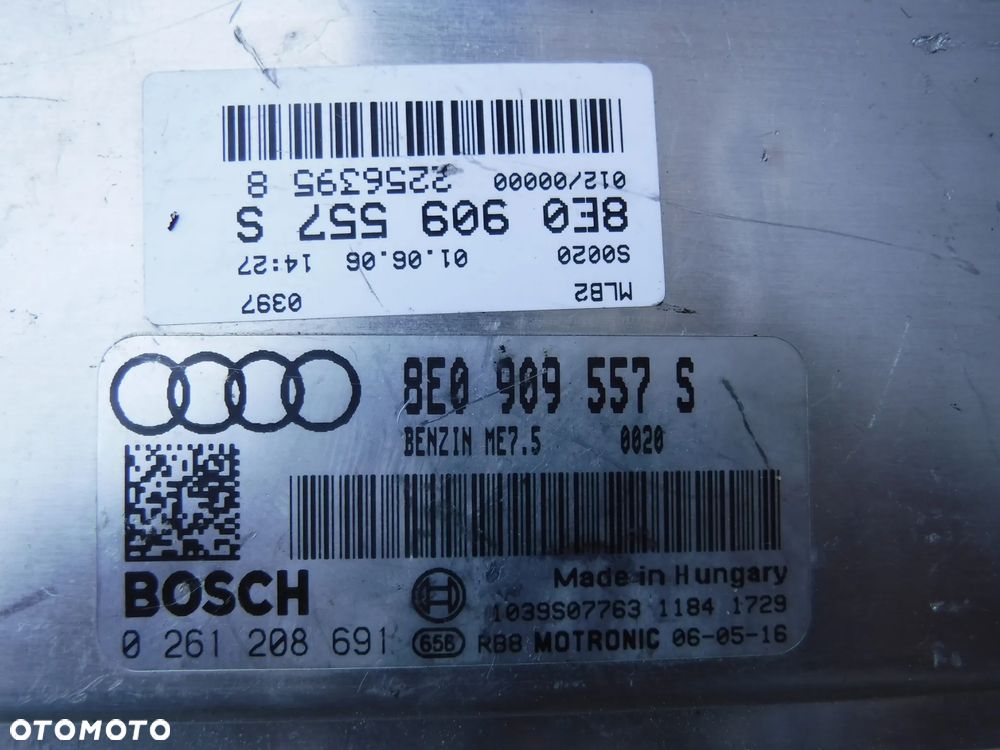 MLB2 0397
S0020 01.06.06 14:27
8E0 909 557 S
012/00000 2256395 8
8E0 909 557 S
BENZIN ME7.5 0020
BOSCH
Made in Hungary
1039S07763 1184 1729
0 261 208 691 65B RB8 MOTRONIC 06-05-16
OTOMOTO
OTOMOTO